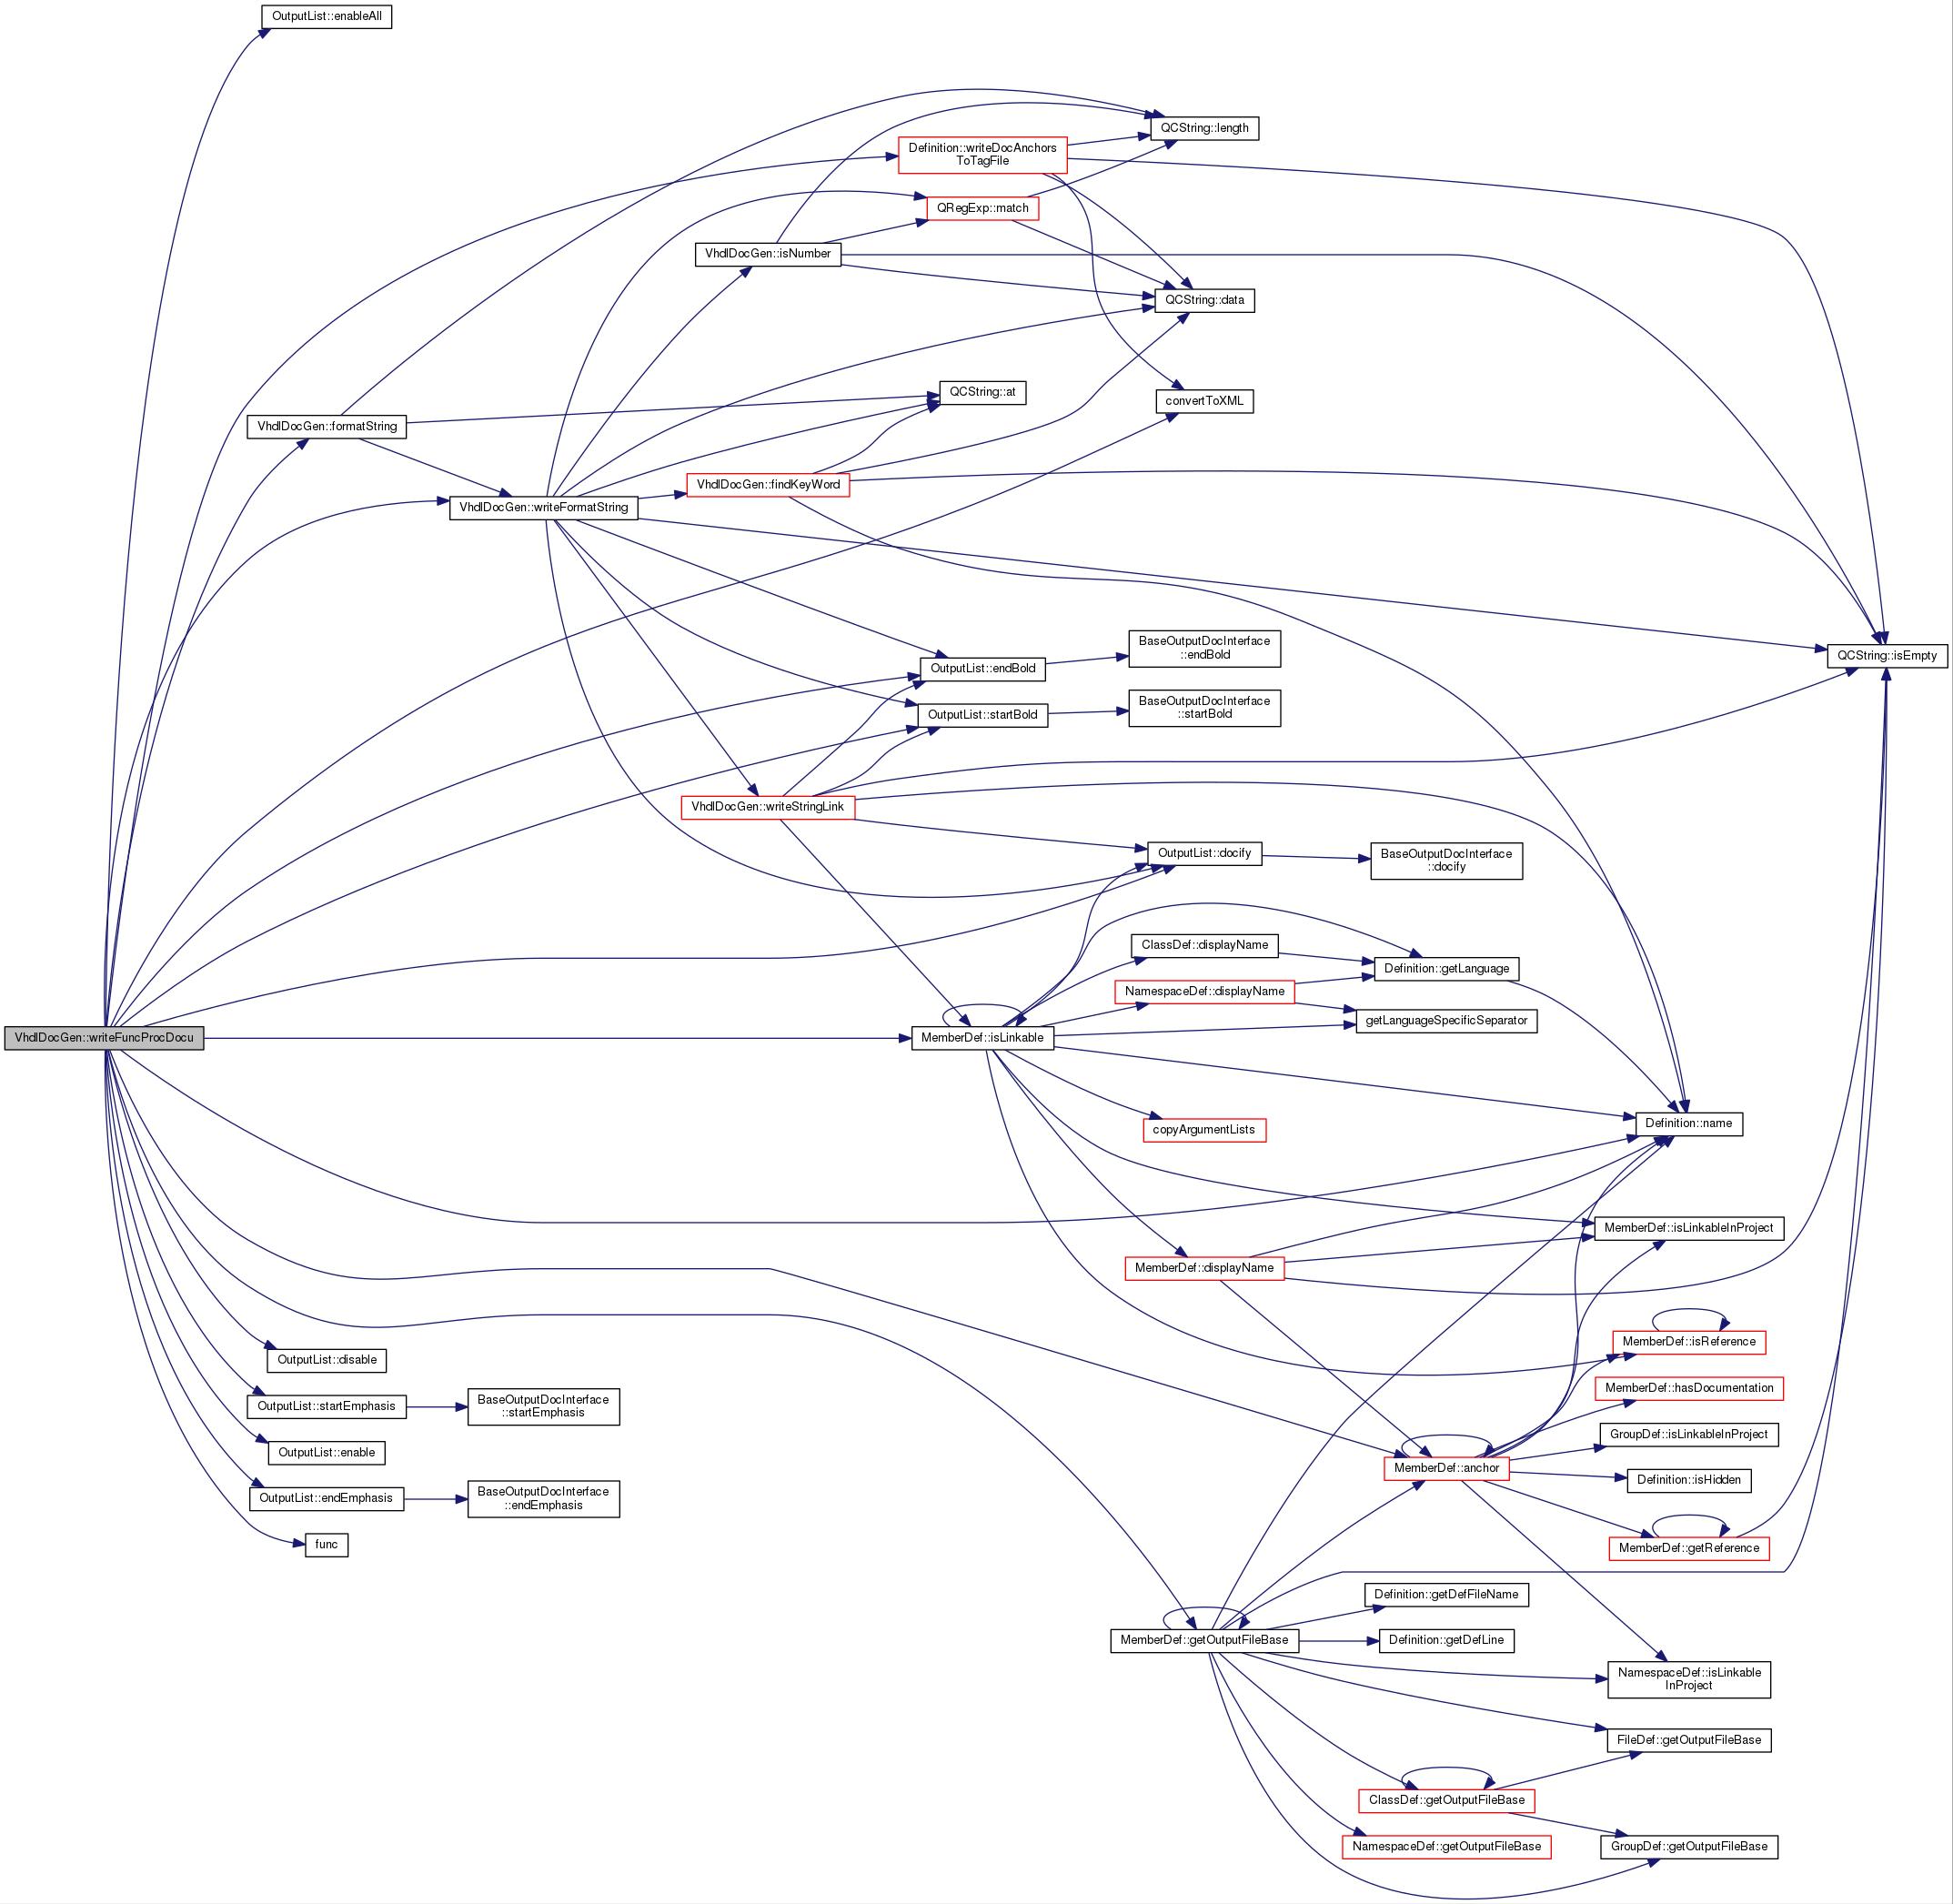 OutputList::enableAll
QCString::length
Definition::writeDocAnchors
ToTagFile
QRegExp::match
VhdlDocGen::isNumber
QCString::data
QCString::at
convertToXML
VhdlDocGen::formatString
VhdlDocGen::findKeyWord
VhdlDocGen::writeFormatString
BaseOutputDocInterface
::endBold
QCString::isEmpty
OutputList::endBold
BaseOutputDocInterface
::startBold
OutputList::startBold
VhdlDocGen::writeStringLink
OutputList::docify
BaseOutputDocInterface
::docify
ClassDef::displayName
Definition::getLanguage
NamespaceDef::displayName
getLanguageSpecificSeparator
VhdlDocGen::writeFuncProcDocu
MemberDef::isLinkable
Definition::name
copyArgumentLists
MemberDef::isLinkableInProject
MemberDef::displayName
MemberDef::isReference
OutputList::disable
MemberDef::hasDocumentation
OutputList::startEmphasis
BaseOutputDocInterface
::startEmphasis
GroupDef::isLinkableInProject
OutputList::enable
MemberDef::anchor
Definition::isHidden
OutputList::endEmphasis
BaseOutputDocInterface
::endEmphasis
func
MemberDef::getReference
Definition::getDefFileName
MemberDef::getOutputFileBase
Definition::getDefLine
NamespaceDef::isLinkable
InProject
FileDef::getOutputFileBase
ClassDef::getOutputFileBase
NamespaceDef::getOutputFileBase
GroupDef::getOutputFileBase